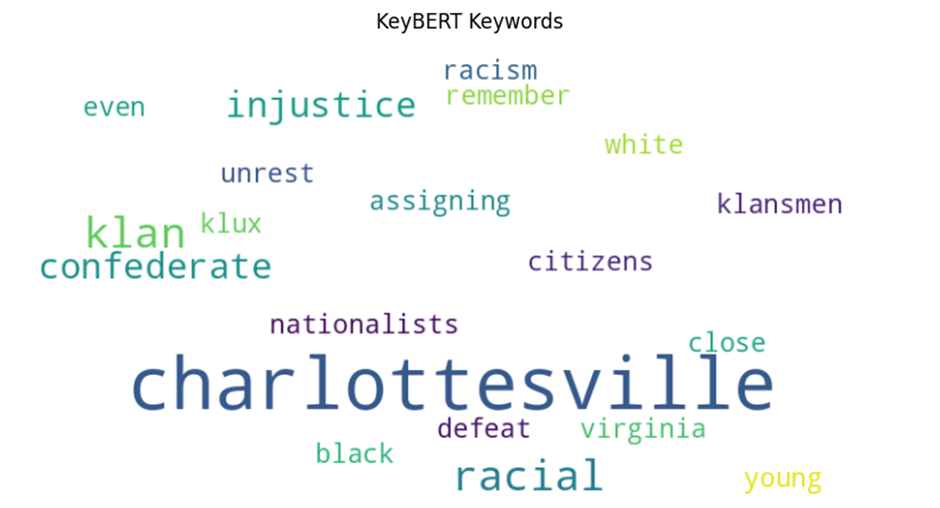 KeyBERT Keywords
racism
remember
even
injustice
white
unrest
assigning
klansmen
klan
klux
confederate
citizens
nationalists
close
charlottesville
defeat
virginia
black
racial
young